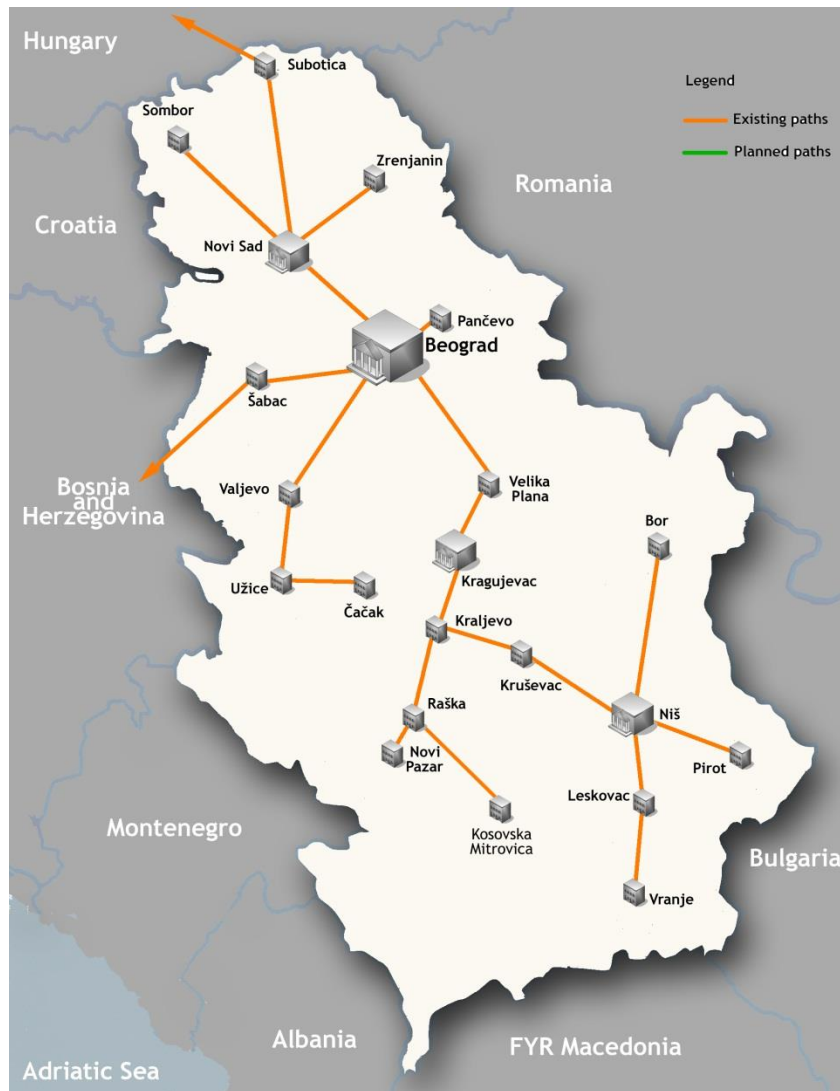 Hungary
Subotica
Legend
Sombor
Existing paths
Planned paths
Zrenjanin
Romania
Croatia
Novi Sad
Pančevo
Beograd
Šabac
Bosnia
and
Herzegovina
Valjevo
Velika
Plana
Bor
Užice
Čačak
Kragujevac
Kraljevo
Kruševac
Raška
Niš
Novi
Pazar
Pirot
Leskovac
Kosovska
Mitrovica
Montenegro
Bulgaria
Vranje
Albania
FYR Macedonia
Adriatic Sea